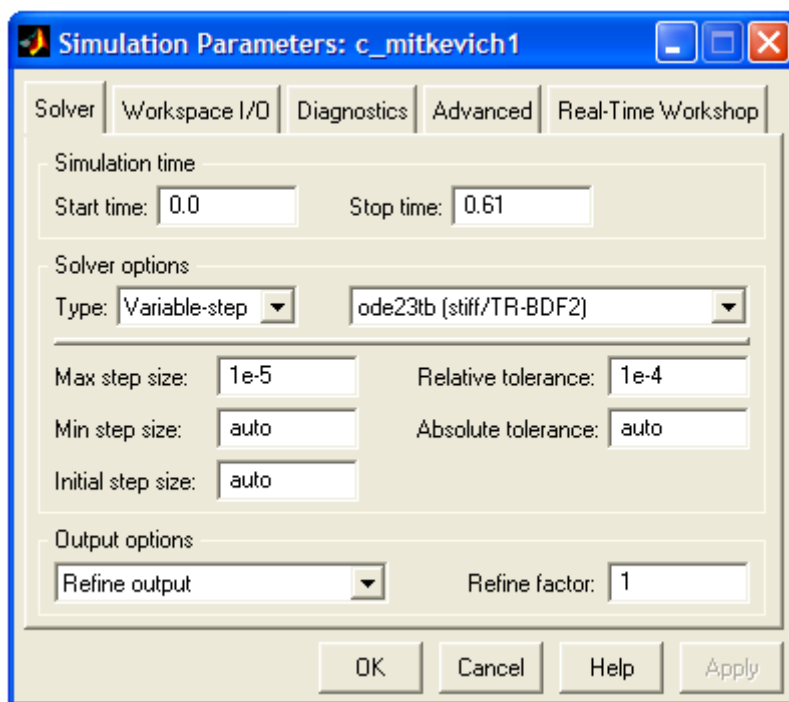 Simulation Parameters: c_mitkevich1
Solver Workspace I/O Diagnostics Advanced Real-Time Workshop
Simulation time
Start time: 0.0 Stop time: 0.61
Solver options
Type: Variable-step ode23tb (stiff/TR-BDF2)
Max step size: 1e-5 Relative tolerance: 1e-4
Min step size: auto Absolute tolerance: auto
Initial step size: auto
Output options
Refine output Refine factor: 1
OK Cancel Help Apply